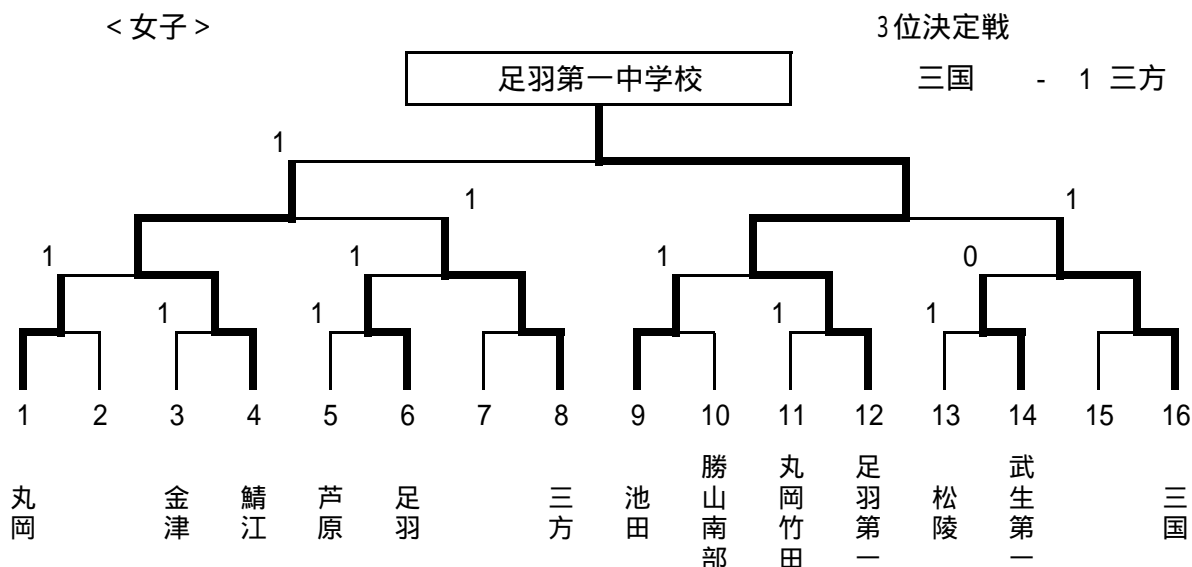 <女子>
3位決定戦
足羽第一中学校
三国 - 1 三方
1
1 1
1 1 1 0
1 1 1 1
1 2 3 4 5 6 7 8 9 10 11 12 13 14 15 16
丸岡
金津
鯖江
芦原
足羽
三方
池田
勝山南部
丸岡竹田
足羽第一
松陵
武生第一
三国